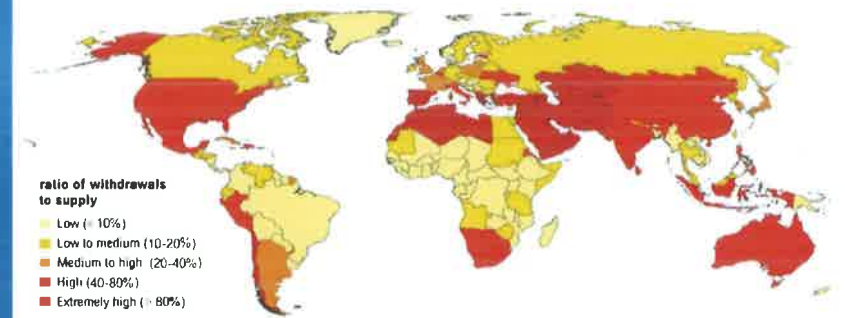 ratio of withdrawals
to supply
Low (< 10%)
Low to medium (10-20%)
Medium to high (20-40%)
High (40-80%)
Extremely high (> 80%)